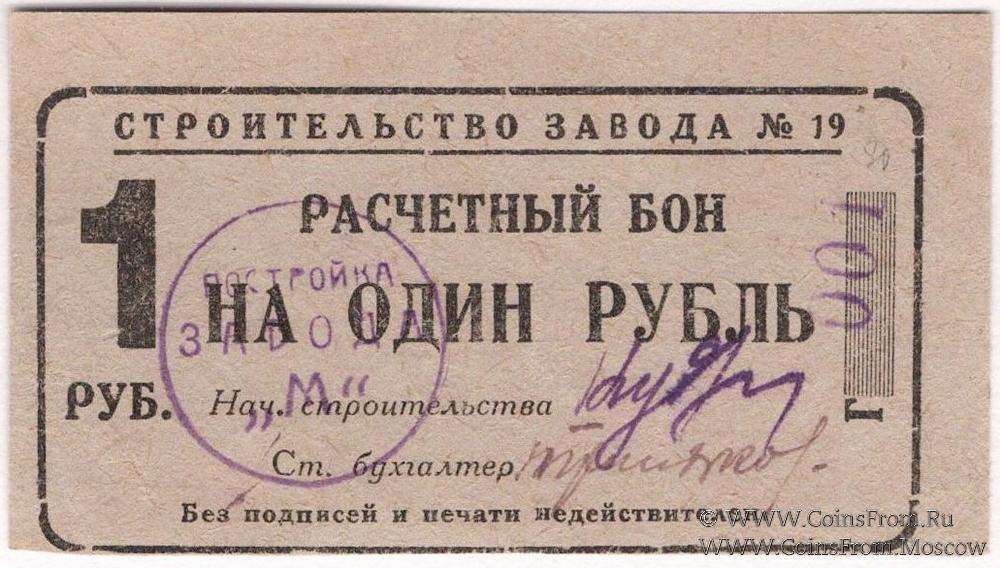 СТРОИТЕЛЬСТВО ЗАВОДА № 19
РАСЧЕТНЫЙ БОН
1 НА ОДИН РУБЛЬ
РУБ.
ПОСТРОЙКА
ЗАВОДА
„М“
Нач. строительства
Ст. бухгалтер
Без подписей и печати недействителен
Г
001
© WWW.CoinsFrom.Ru
WWW.CoinsFrom.Moscow